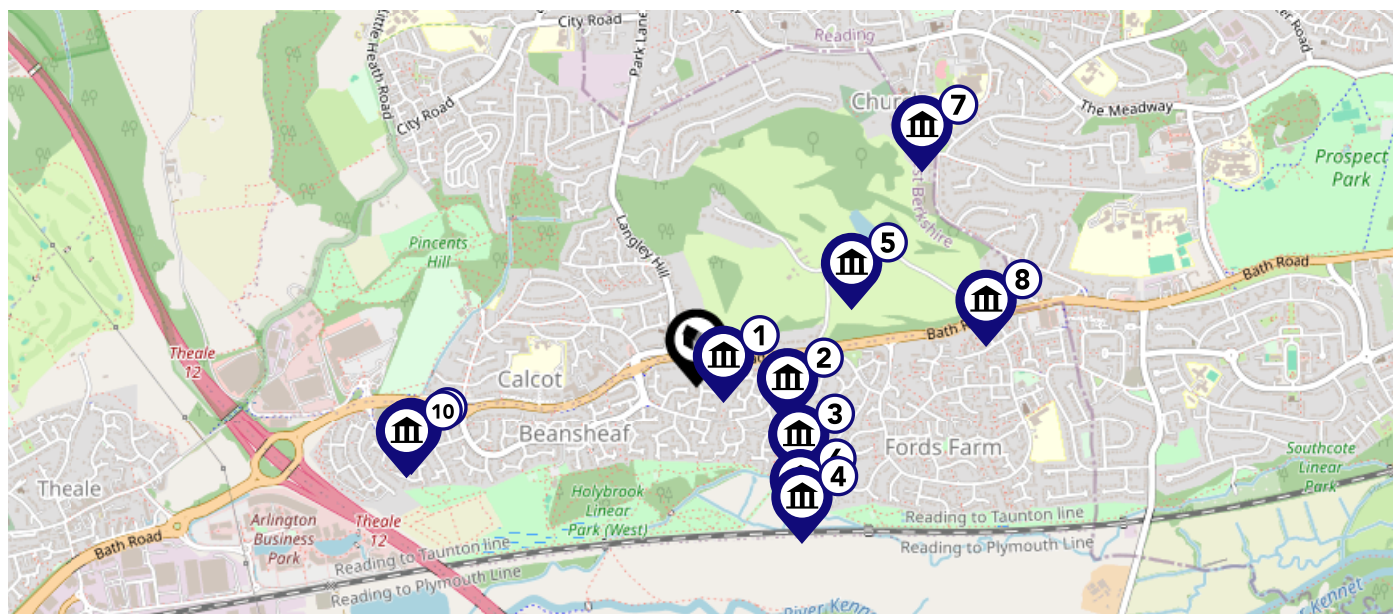 City Road
Park Lane
Little Heath Road
Reading
City Road
The Meadway
7
Prospect
Park
West Berkshire
Pincents
Hill
Langley Hill
5
8
Bath Road
1
2
Theale
12
Calcot
10
Beansheaf
3
Fords Farm
6
4
Southcote
Linear
Park
Theale
Holybrook
Linear
Park (West)
Arlington
Business
Park
Theale
12
Bath Road
Reading to Taunton line
Reading to Plymouth Line
Reading to Taunton line
Reading to Plymouth Line